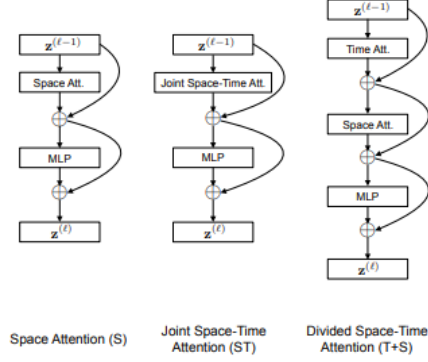 z^(ℓ−1)
Space Att.
MLP
z^(ℓ)
Space Attention (S)
z^(ℓ−1)
Joint Space-Time Att.
MLP
z^(ℓ)
Joint Space-Time
Attention (ST)
z^(ℓ−1)
Time Att.
Space Att.
MLP
z^(ℓ)
Divided Space-Time
Attention (T+S)